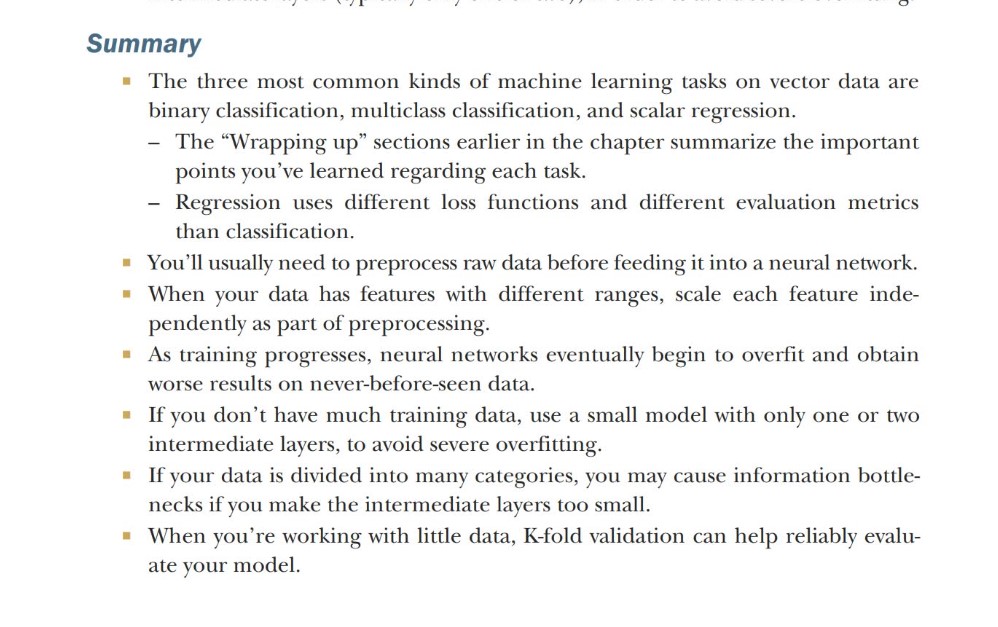 Summary
▪ The three most common kinds of machine learning tasks on vector data are
binary classification, multiclass classification, and scalar regression.
– The “Wrapping up” sections earlier in the chapter summarize the important
points you’ve learned regarding each task.
– Regression uses different loss functions and different evaluation metrics
than classification.
▪ You’ll usually need to preprocess raw data before feeding it into a neural network.
▪ When your data has features with different ranges, scale each feature inde-
pendently as part of preprocessing.
▪ As training progresses, neural networks eventually begin to overfit and obtain
worse results on never-before-seen data.
▪ If you don’t have much training data, use a small model with only one or two
intermediate layers, to avoid severe overfitting.
▪ If your data is divided into many categories, you may cause information bottle-
necks if you make the intermediate layers too small.
▪ When you’re working with little data, K-fold validation can help reliably evalu-
ate your model.